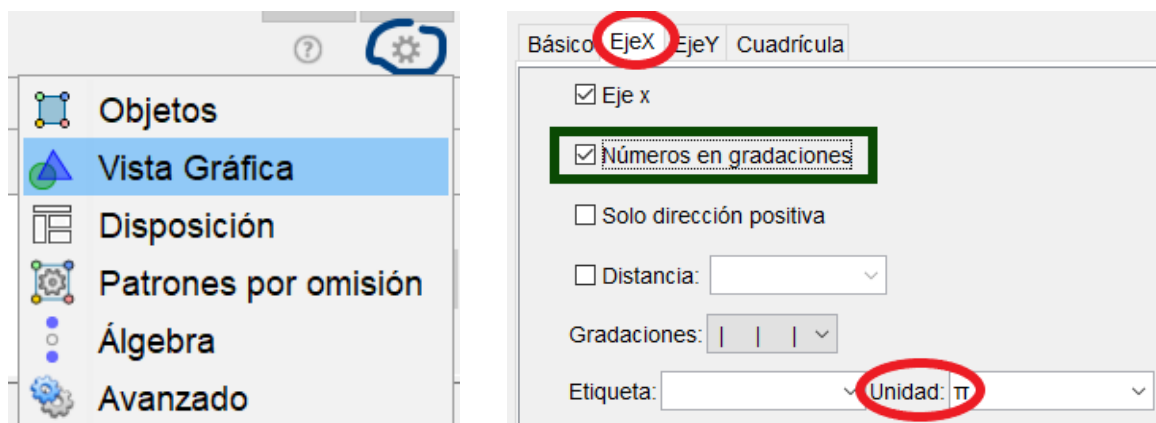 Objetos
Vista Gráfica
Disposición
Patrones por omisión
Álgebra
Avanzado
Básico EjeX EjeY Cuadrícula
Eje x
Números en gradaciones
Solo dirección positiva
Distancia:
Gradaciones: | | |
Etiqueta: Unidad: π